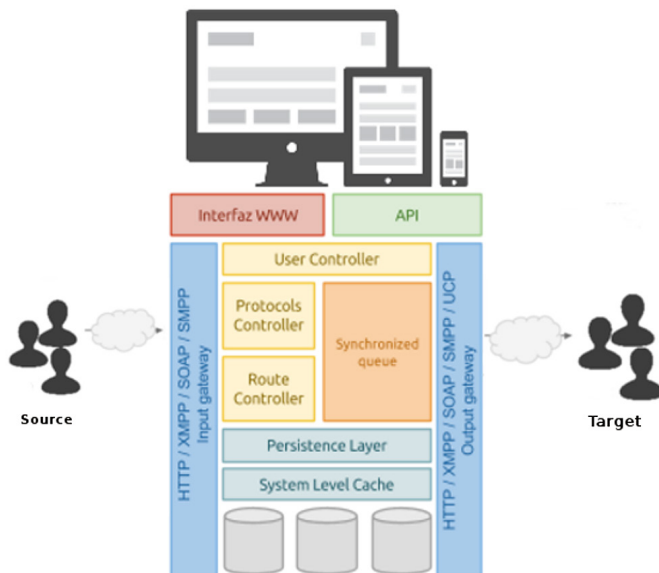 Interfaz WWW
API
User Controller
HTTP / XMPP / SOAP / SMPP
Input gateway
Protocols
Controller
Synchronized
queue
Route
Controller
HTTP / XMPP / SOAP / SMPP / UCP
Output gateway
Source
Target
Persistence Layer
System Level Cache